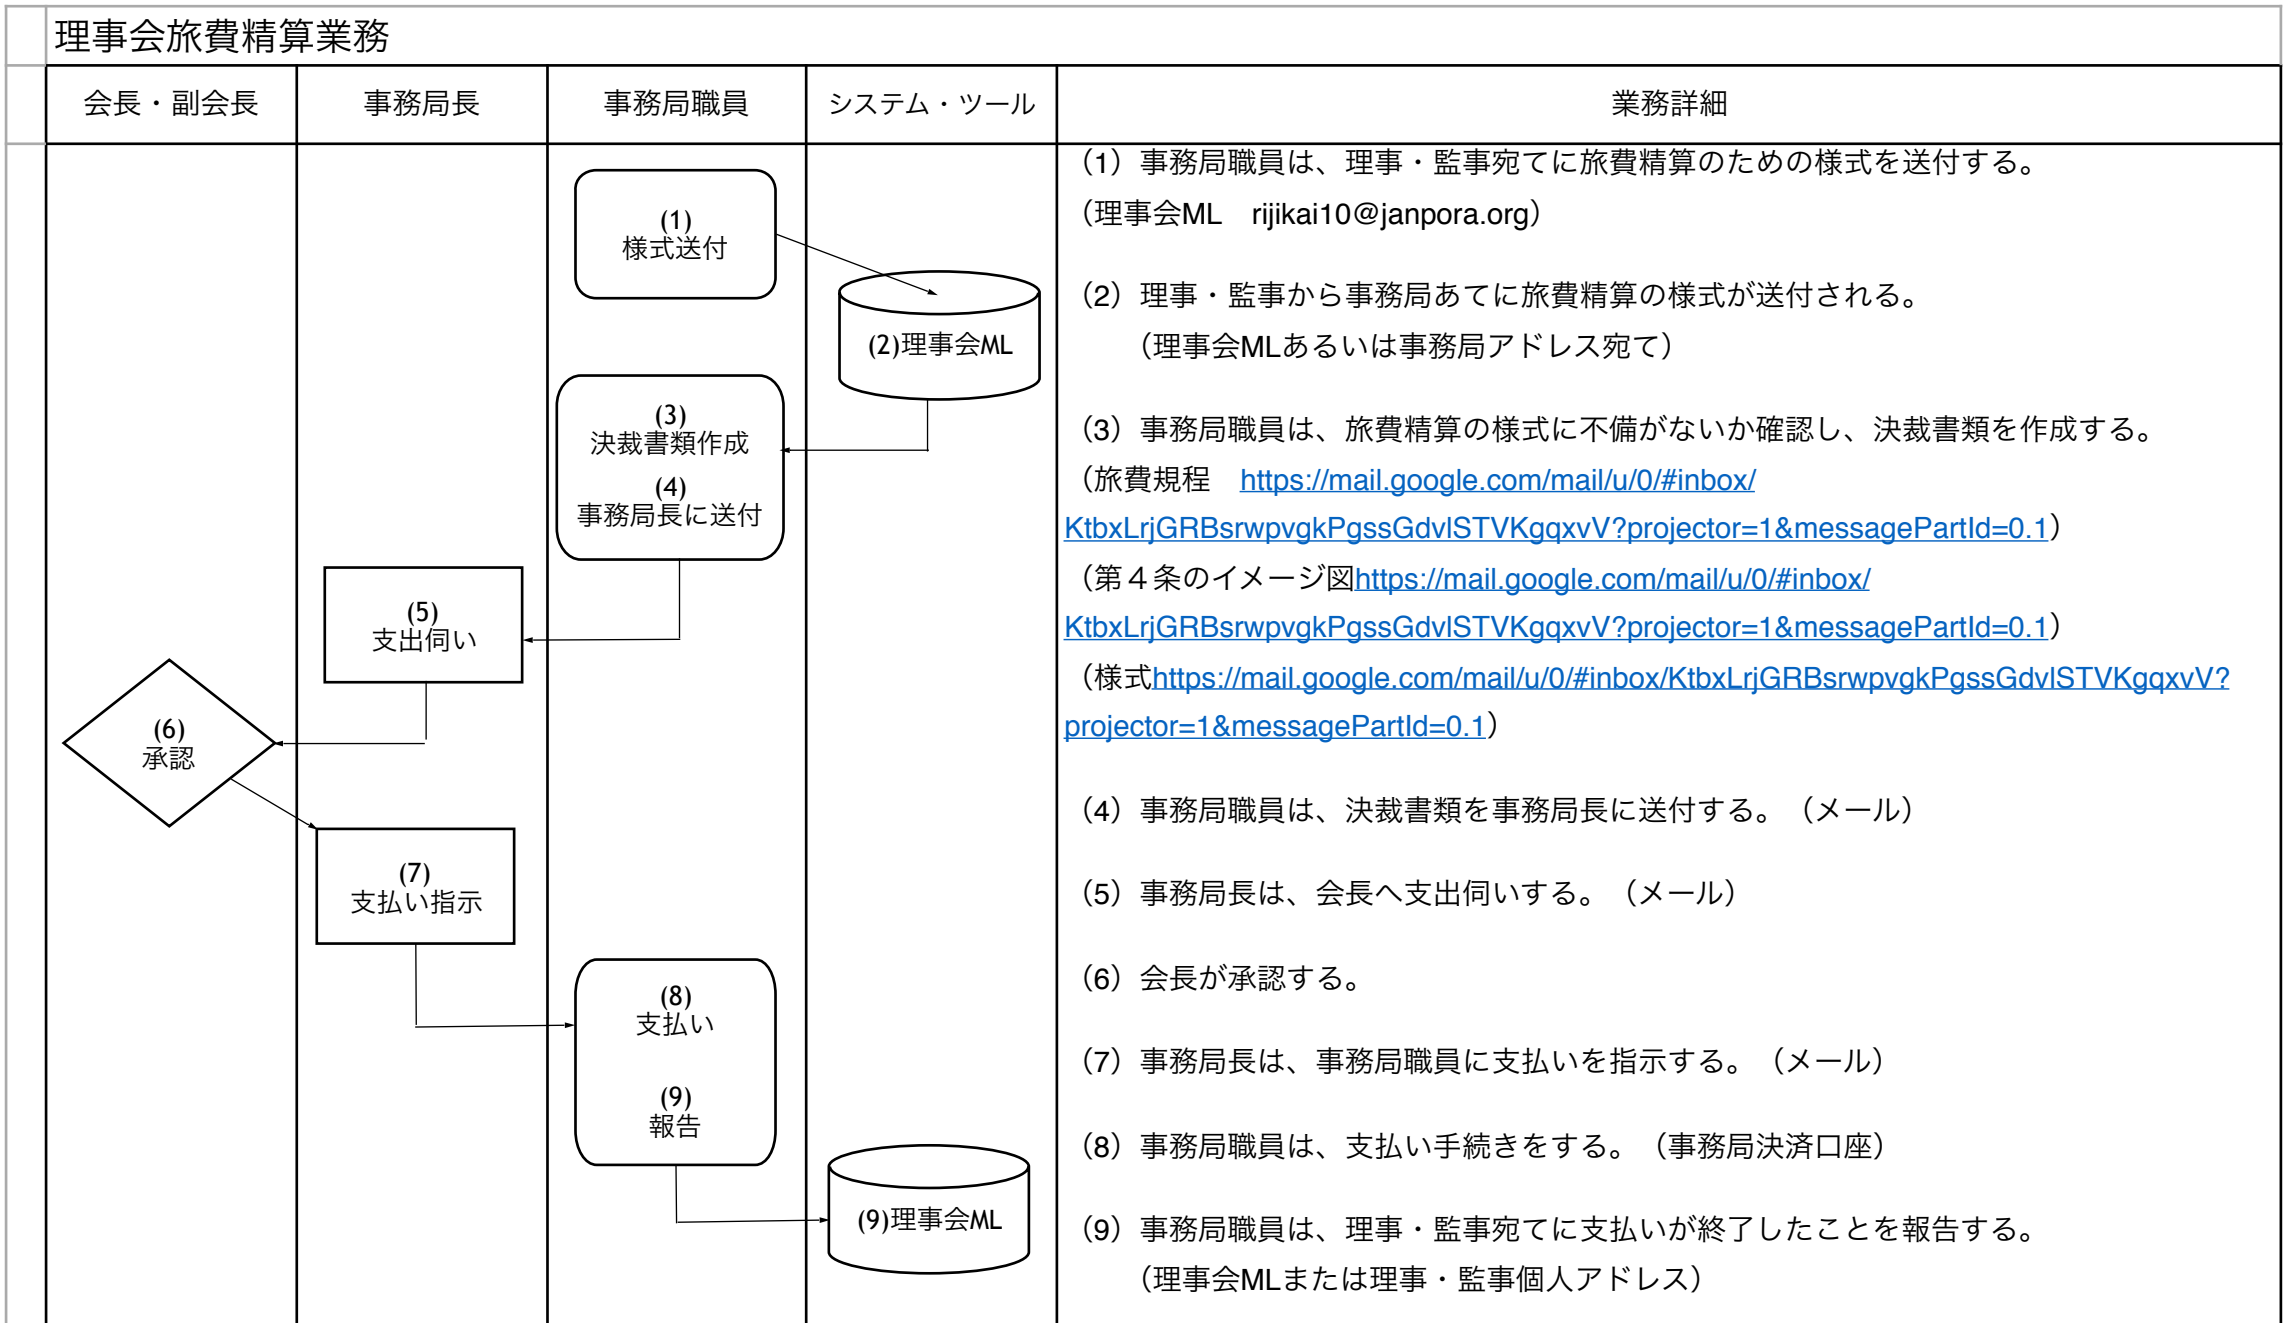 理事会旅費精算業務
会長・副会長
事務局長
事務局職員
システム・ツール
業務詳細
(1)
様式送付
(2)理事会ML
(3)
決裁書類作成
(4)
事務局長に送付
(5)
支出伺い
(6)
承認
(7)
支払い指示
(8)
支払い
(9)
報告
(9)理事会ML
（1）事務局職員は、理事・監事宛てに旅費精算のための様式を送付する。
（理事会ML　rijikai10@janpora.org）
（2）理事・監事から事務局あてに旅費精算の様式が送付される。
（理事会MLあるいは事務局アドレス宛て）
（3）事務局職員は、旅費精算の様式に不備がないか確認し、決裁書類を作成する。
（旅費規程　https://mail.google.com/mail/u/0/#inbox/
KtbxLrjGRBsrwpvgkPgssGdvlSTVKgqxvV?projector=1&messagePartId=0.1）
（第４条のイメージ図https://mail.google.com/mail/u/0/#inbox/
KtbxLrjGRBsrwpvgkPgssGdvlSTVKgqxvV?projector=1&messagePartId=0.1）
（様式https://mail.google.com/mail/u/0/#inbox/KtbxLrjGRBsrwpvgkPgssGdvlSTVKgqxvV?
projector=1&messagePartId=0.1）
（4）事務局職員は、決裁書類を事務局長に送付する。（メール）
（5）事務局長は、会長へ支出伺いする。（メール）
（6）会長が承認する。
（7）事務局長は、事務局職員に支払いを指示する。（メール）
（8）事務局職員は、支払い手続きをする。（事務局決済口座）
（9）事務局職員は、理事・監事宛てに支払いが終了したことを報告する。
（理事会MLまたは理事・監事個人アドレス）